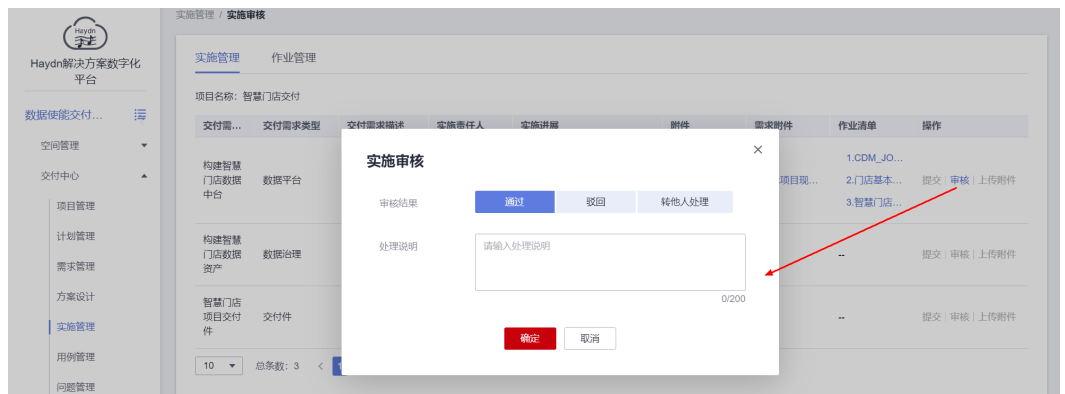 实施管理 / 实施审核
Haydn
Haydn解决方案数字化
平台
数据使能交付...
空间管理
交付中心
项目管理
计划管理
需求管理
方案设计
实施管理
用例管理
问题管理
实施管理 作业管理
项目名称: 智慧门店交付
交付需... 交付需求类型 交付需求描述 实施责任人 实施进展 附件 需求附件 作业清单 操作
构建智慧
门店数据
中台
数据平台
项目现...
1.CDM_JO...
2.门店基本...
3.智慧门店...
提交 | 审核 | 上传附件
构建智慧
门店数据
资产
数据治理
--
提交 | 审核 | 上传附件
智慧门店
项目交付
件
交付件
--
提交 | 审核 | 上传附件
10 总条数: 3 <
实施审核
×
审核结果 通过 驳回 转他人处理
处理说明 请输入处理说明
0/200
确定 取消